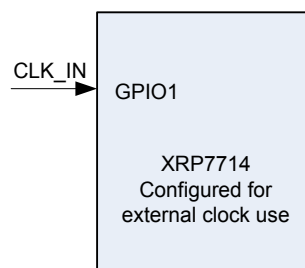 CLK_IN
GPIO1
XRP7714
Configured for
external clock use